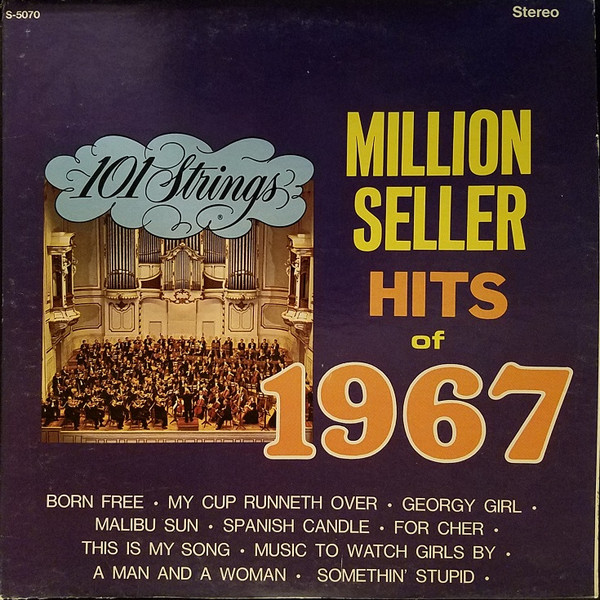 S-5070
Stereo
101 Strings
®
MILLION
SELLER
HITS
of
1967
BORN FREE • MY CUP RUNNETH OVER • GEORGY GIRL •
MALIBU SUN • SPANISH CANDLE • FOR CHER •
THIS IS MY SONG • MUSIC TO WATCH GIRLS BY •
A MAN AND A WOMAN • SOMETHIN' STUPID •